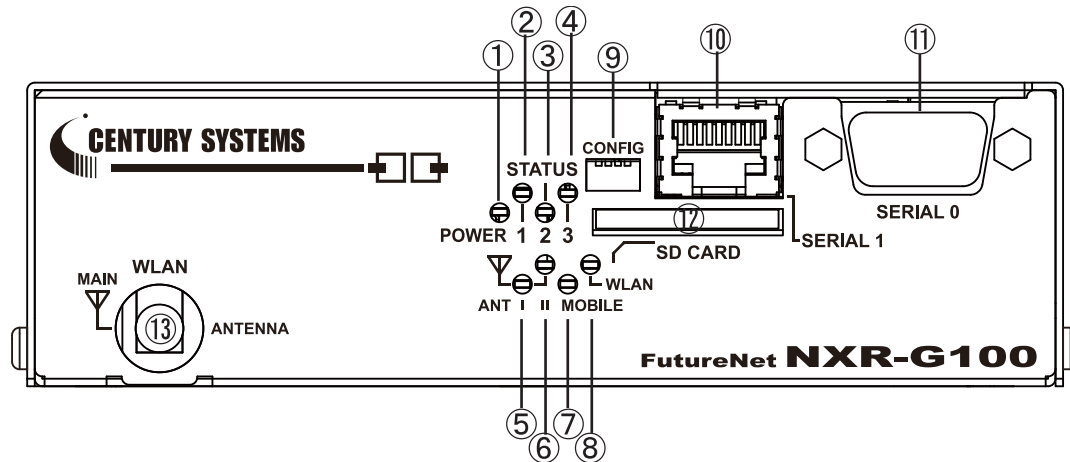 ② ④
① ③ ⑨ ⑩ ⑪
CENTURY SYSTEMS
CONFIG
STATUS
SERIAL 0
⑫
POWER 1 2 3
SERIAL 1
SD CARD
WLAN
MAIN
WLAN
ANT I II MOBILE
⑬
ANTENNA
FutureNet NXR-G100
⑤ ⑦
⑥ ⑧